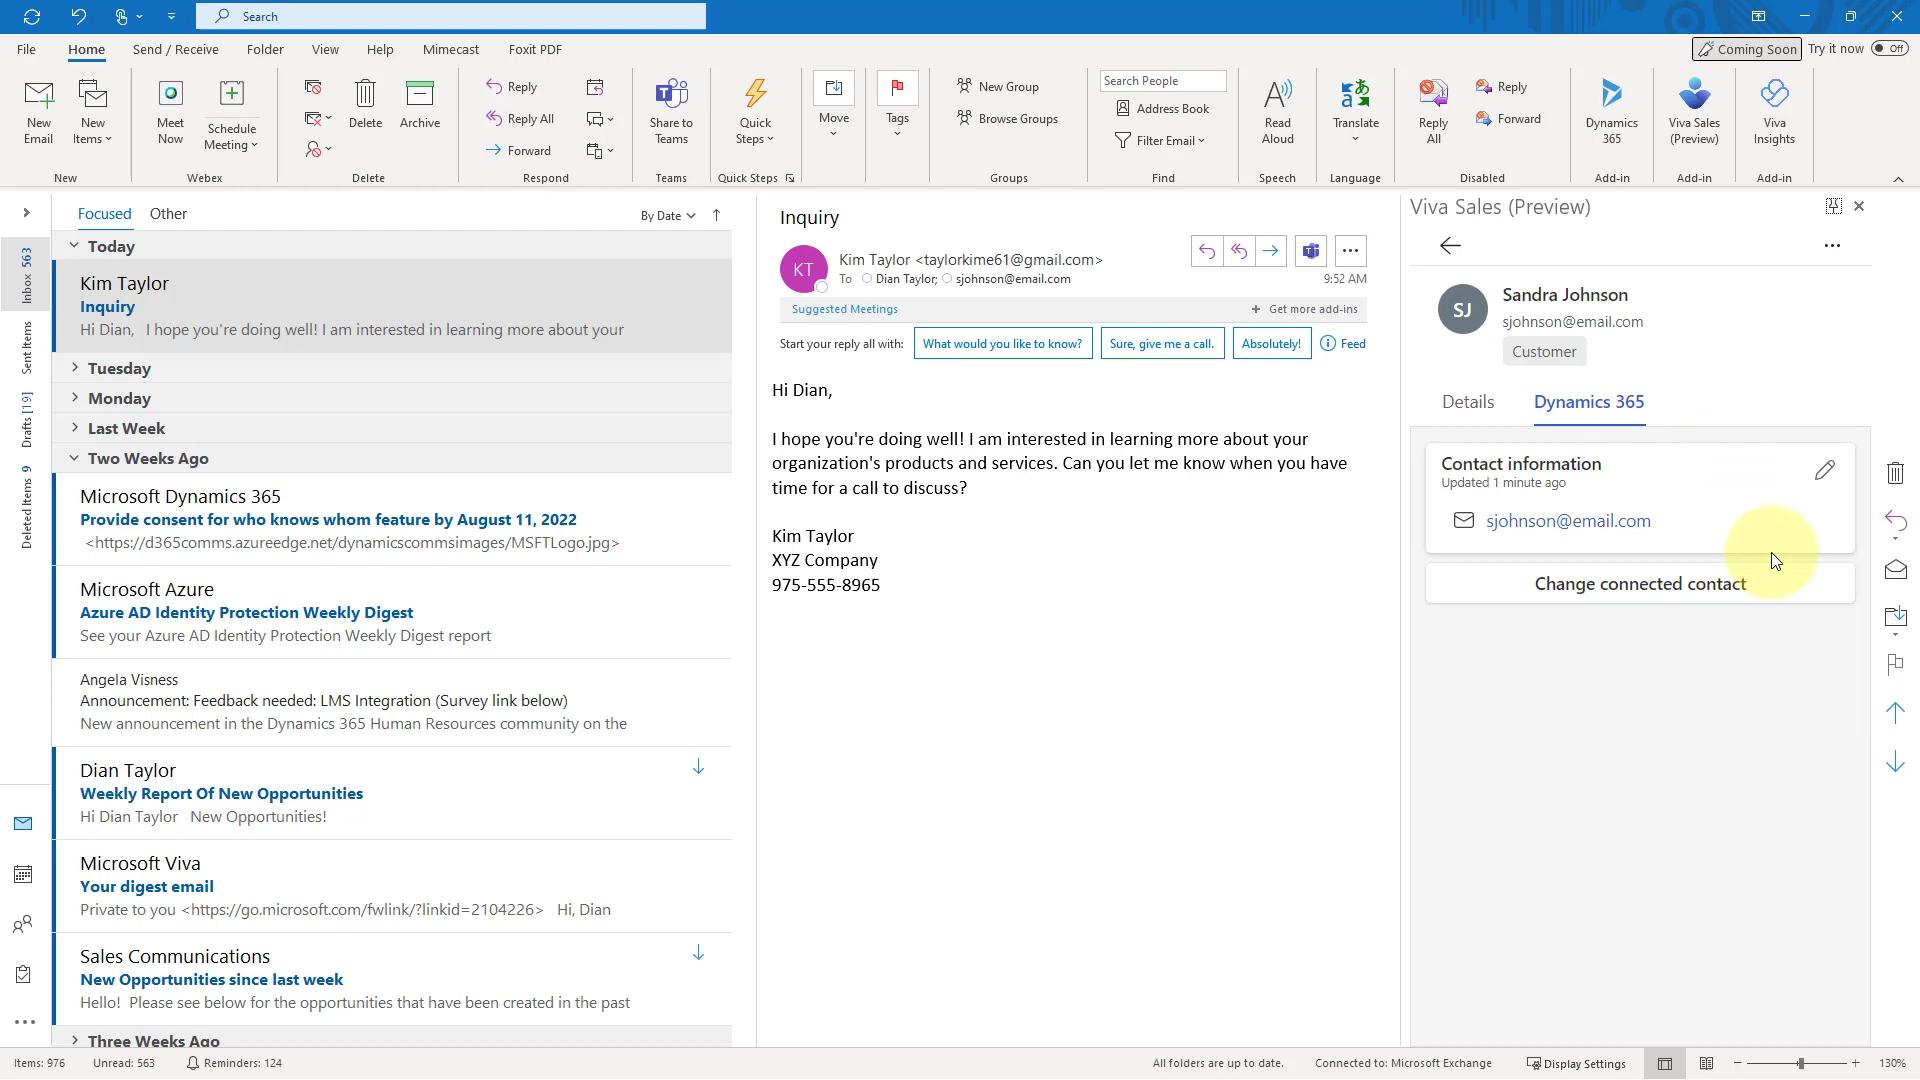 Search
File Home Send / Receive Folder View Help Mimecast Foxit PDF
Coming Soon Try it now Off
New Email
New Items
New
Meet Now
Schedule Meeting
Webex
Delete
Archive
Delete
Reply
Reply All
Forward
Respond
Share to Teams
Teams
Quick Steps
Quick Steps
Move
Tags
New Group
Browse Groups
Groups
Search People
Address Book
Filter Email
Find
Read Aloud
Speech
Translate
Language
Reply All
Reply
Forward
Disabled
Dynamics 365
Add-in
Viva Sales (Preview)
Add-in
Viva Insights
Add-in
Inbox 563
Sent Items
Drafts [19]
Deleted Items 9
Focused Other
By Date
Today
Kim Taylor
Inquiry
Hi Dian, I hope you're doing well! I am interested in learning more about your
Tuesday
Monday
Last Week
Two Weeks Ago
Microsoft Dynamics 365
Provide consent for who knows whom feature by August 11, 2022
<https://d365comms.azureedge.net/dynamicscommsimages/MSFTLogo.jpg>
Microsoft Azure
Azure AD Identity Protection Weekly Digest
See your Azure AD Identity Protection Weekly Digest report
Angela Visness
Announcement: Feedback needed: LMS Integration (Survey link below)
New announcement in the Dynamics 365 Human Resources community on the
Dian Taylor
Weekly Report Of New Opportunities
Hi Dian Taylor New Opportunities!
Microsoft Viva
Your digest email
Private to you <https://go.microsoft.com/fwlink/?linkid=2104226> Hi, Dian
Sales Communications
New Opportunities since last week
Hello! Please see below for the opportunities that have been created in the past
Three Weeks Ago
Inquiry
KT
Kim Taylor <taylorkime61@gmail.com>
To Dian Taylor; sjohnson@email.com
9:52 AM
Suggested Meetings
+ Get more add-ins
Start your reply all with: What would you like to know? Sure, give me a call. Absolutely! Feed
Hi Dian,
I hope you're doing well! I am interested in learning more about your
organization's products and services. Can you let me know when you have
time for a call to discuss?
Kim Taylor
XYZ Company
975-555-8965
Viva Sales (Preview)
SJ
Sandra Johnson
sjohnson@email.com
Customer
Details Dynamics 365
Contact information
Updated 1 minute ago
sjohnson@email.com
Change connected contact
Items: 976 Unread: 563 Reminders: 124
All folders are up to date. Connected to: Microsoft Exchange Display Settings 130%